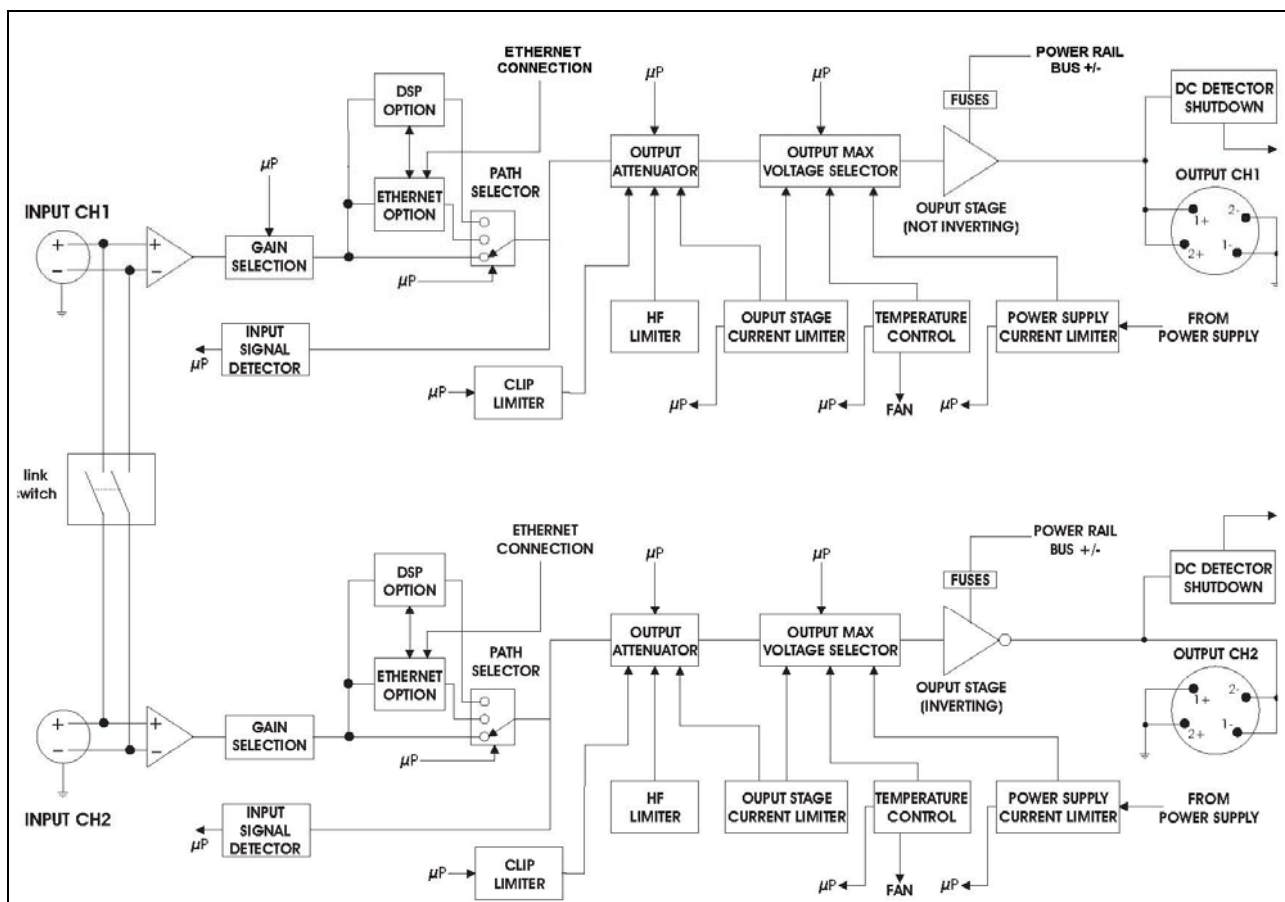 ETHERNET
CONNECTION
DSP
OPTION
ETHERNET
OPTION
PATH
SELECTOR
μP
μP
INPUT CH1
+
−
+
−
GAIN
SELECTION
INPUT
SIGNAL
DETECTOR
μP
μP
OUTPUT
ATTENUATOR
μP
OUTPUT MAX
VOLTAGE SELECTOR
μP
POWER RAIL
BUS +/-
FUSES
OUPUT STAGE
(NOT INVERTING)
DC DETECTOR
SHUTDOWN
OUTPUT CH1
1+
2-
2+
1-
HF
LIMITER
OUPUT STAGE
CURRENT LIMITER
TEMPERATURE
CONTROL
POWER SUPPLY
CURRENT LIMITER
FROM
POWER SUPPLY
μP
CLIP
LIMITER
μP
μP
FAN
μP
link
switch
ETHERNET
CONNECTION
DSP
OPTION
ETHERNET
OPTION
PATH
SELECTOR
μP
+
−
+
−
INPUT CH2
GAIN
SELECTION
INPUT
SIGNAL
DETECTOR
μP
μP
OUTPUT
ATTENUATOR
μP
OUTPUT MAX
VOLTAGE SELECTOR
POWER RAIL
BUS +/-
FUSES
OUPUT STAGE
(INVERTING)
DC DETECTOR
SHUTDOWN
OUTPUT CH2
1+
2-
2+
1-
HF
LIMITER
OUPUT STAGE
CURRENT LIMITER
TEMPERATURE
CONTROL
POWER SUPPLY
CURRENT LIMITER
FROM
POWER SUPPLY
μP
CLIP
LIMITER
μP
FAN
μP